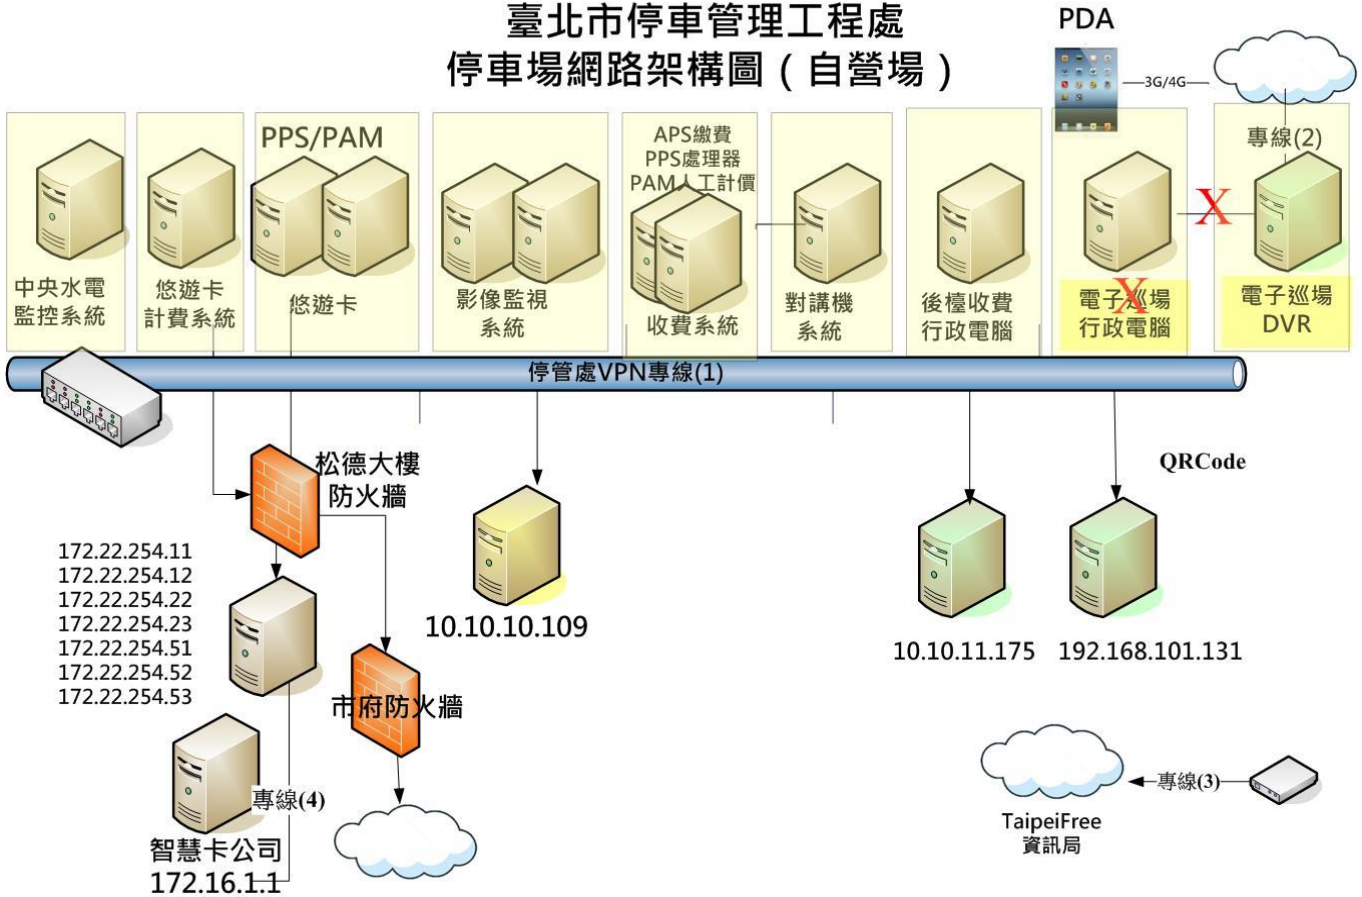 臺北市停車管理工程處
停車場網路架構圖（自營場）
PDA
3G/4G
專線(2)
PPS/PAM
APS繳費
PPS處理器
PAM人工計價
中央水電
監控系統
悠遊卡
計費系統
悠遊卡
影像監視
系統
收費系統
對講機
系統
後檯收費
行政電腦
X
電子巡場
行政電腦
X
電子巡場
DVR
停管處VPN專線(1)
松德大樓
防火牆
QRCode
172.22.254.11
172.22.254.12
172.22.254.22
172.22.254.23
172.22.254.51
172.22.254.52
172.22.254.53
10.10.10.109
10.10.11.175
192.168.101.131
市府防火牆
專線(4)
智慧卡公司
172.16.1.1
專線(3)
TaipeiFree
資訊局